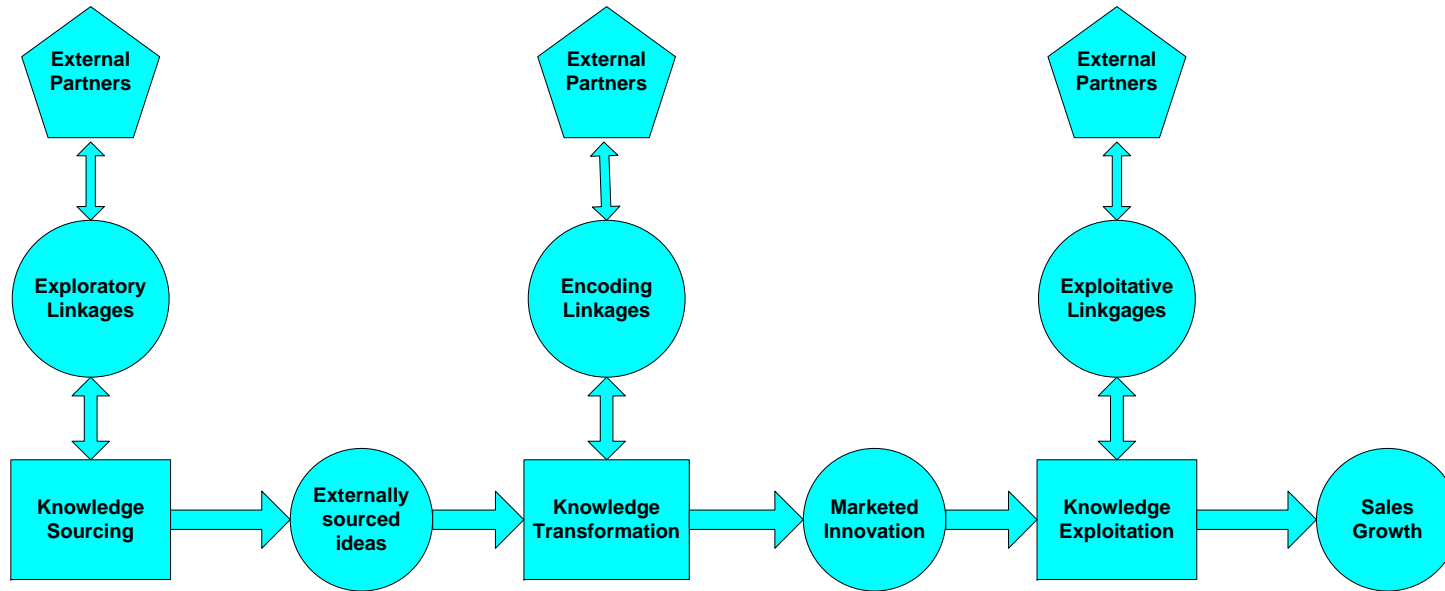 External
Partners
External
Partners
External
Partners
Exploratory
Linkages
Encoding
Linkages
Exploitative
Linkgages
Knowledge
Sourcing
Externally
sourced
ideas
Knowledge
Transformation
Marketed
Innovation
Knowledge
Exploitation
Sales
Growth